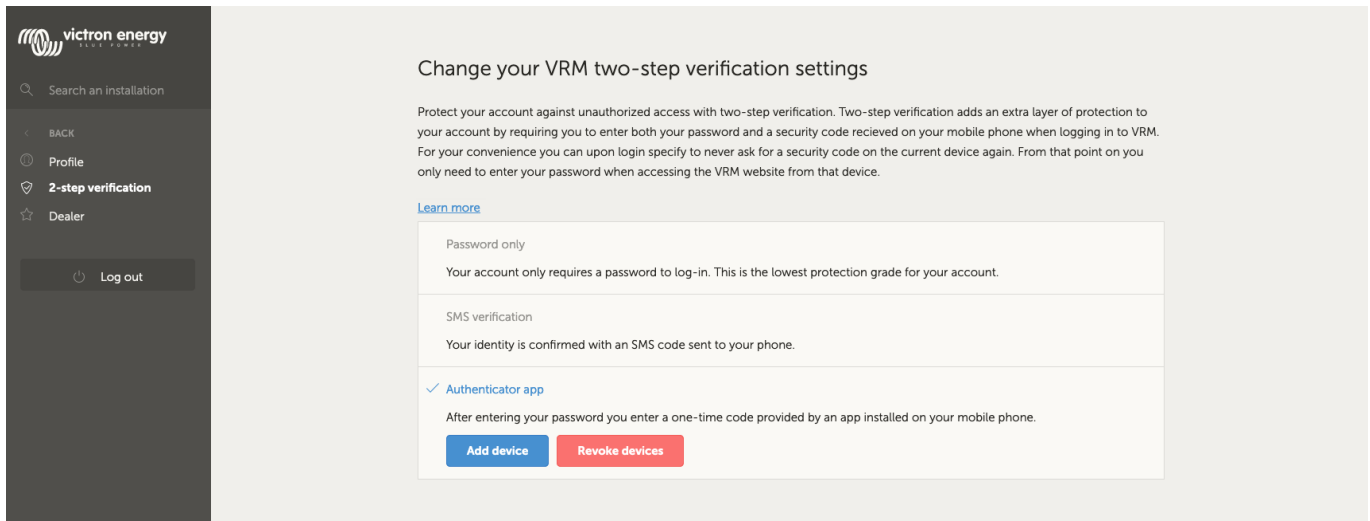 victron energy
BLUE POWER
Search an installation
BACK
Profile
2-step verification
Dealer
Log out
Change your VRM two-step verification settings
Protect your account against unauthorized access with two-step verification. Two-step verification adds an extra layer of protection to
your account by requiring you to enter both your password and a security code recieved on your mobile phone when logging in to VRM.
For your convenience you can upon login specify to never ask for a security code on the current device again. From that point on you
only need to enter your password when accessing the VRM website from that device.
Learn more
Password only
Your account only requires a password to log-in. This is the lowest protection grade for your account.
SMS verification
Your identity is confirmed with an SMS code sent to your phone.
Authenticator app
After entering your password you enter a one-time code provided by an app installed on your mobile phone.
Add device
Revoke devices